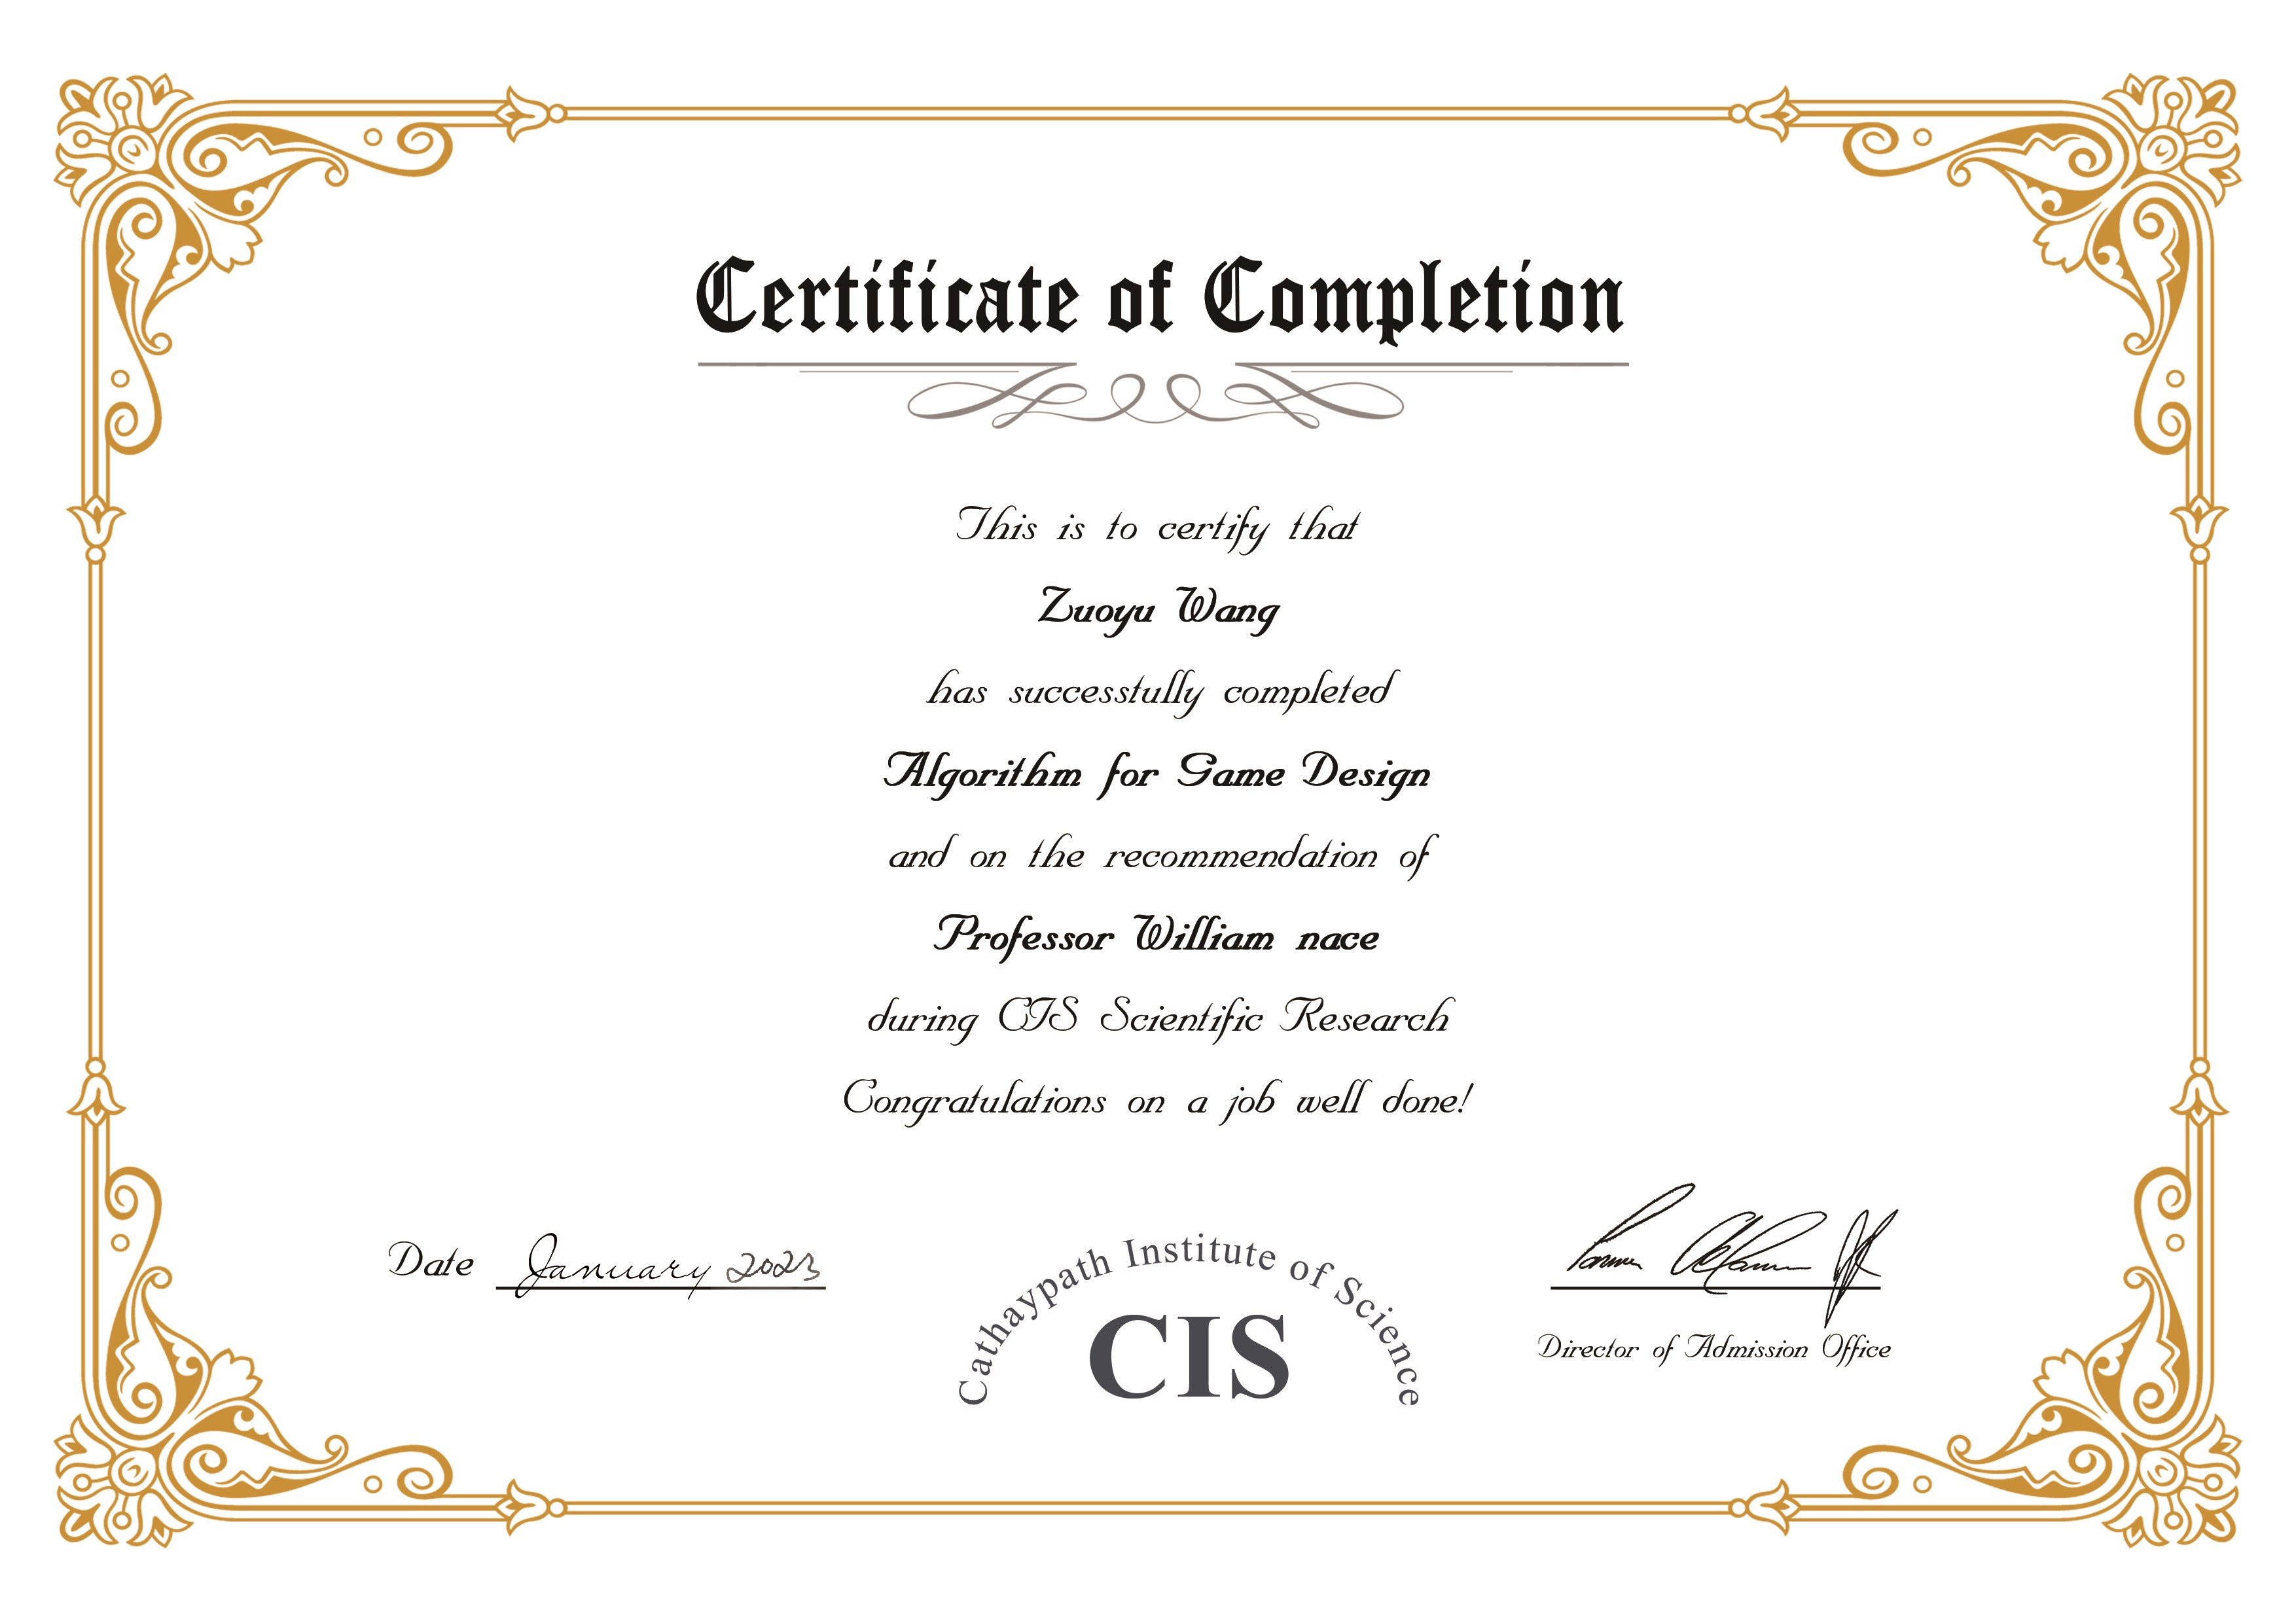 Certificate of Completion
This is to certify that
Zuoyu Wang
has successstully completed
Algorithm for Game Design
and on the recommendation of
Professor William nace
during CIS Scientific Research
Congratulations on a job well done!
Date January 2023
Cathaypath Institute of Science
CIS
Director of Admission Office